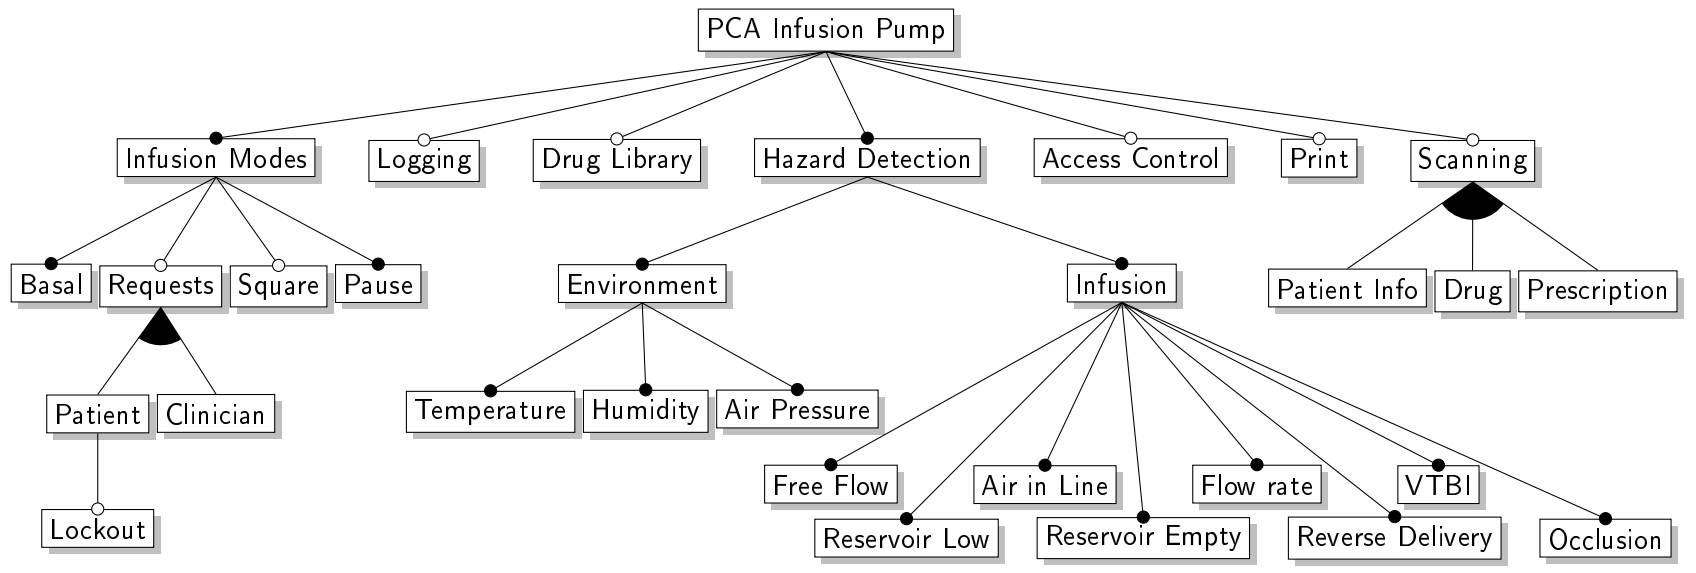 PCA Infusion Pump
Infusion Modes
Logging
Drug Library
Hazard Detection
Access Control
Print
Scanning
Basal
Requests
Square
Pause
Environment
Infusion
Patient Info
Drug
Prescription
Patient
Clinician
Temperature
Humidity
Air Pressure
Free Flow
Air in Line
Flow rate
VTBI
Lockout
Reservoir Low
Reservoir Empty
Reverse Delivery
Occlusion